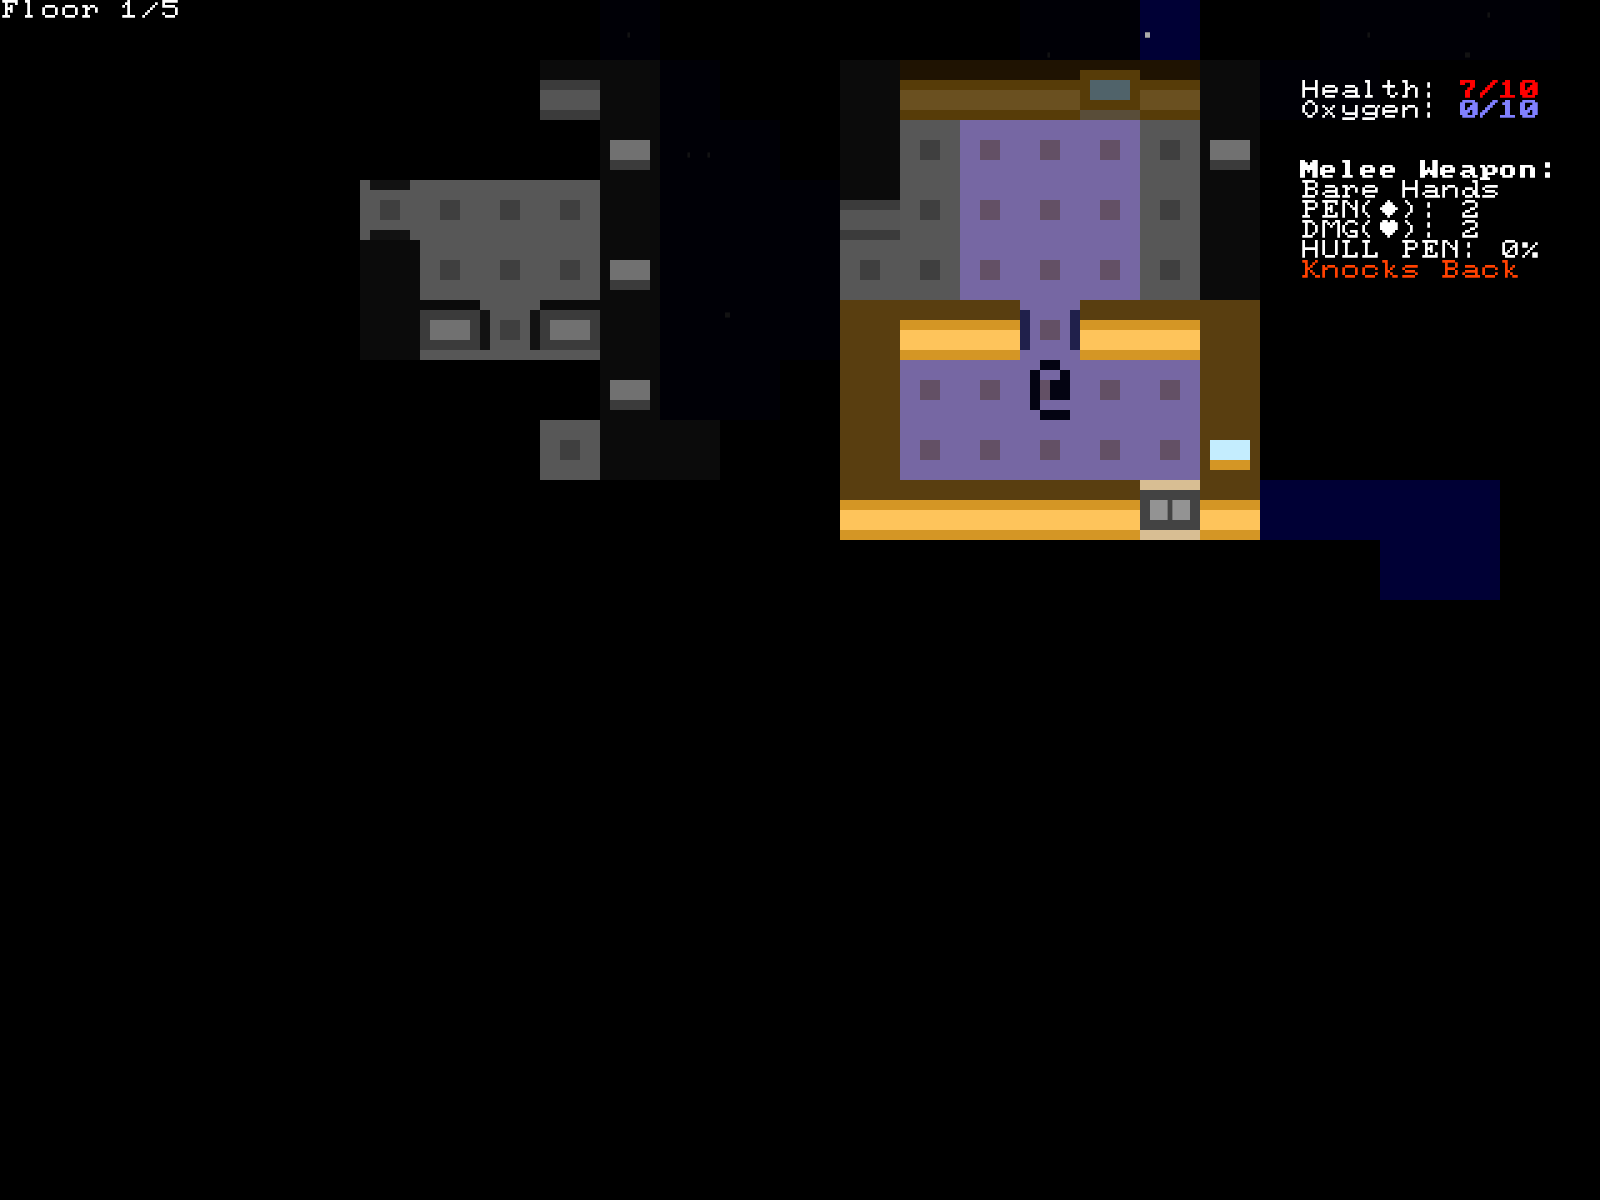 Floor 1/5
Health: 7/10
Oxygen: 0/10
Melee Weapon:
Bare Hands
PEN(♦): 2
DMG(♥): 2
HULL PEN: 0%
Knocks Back
@